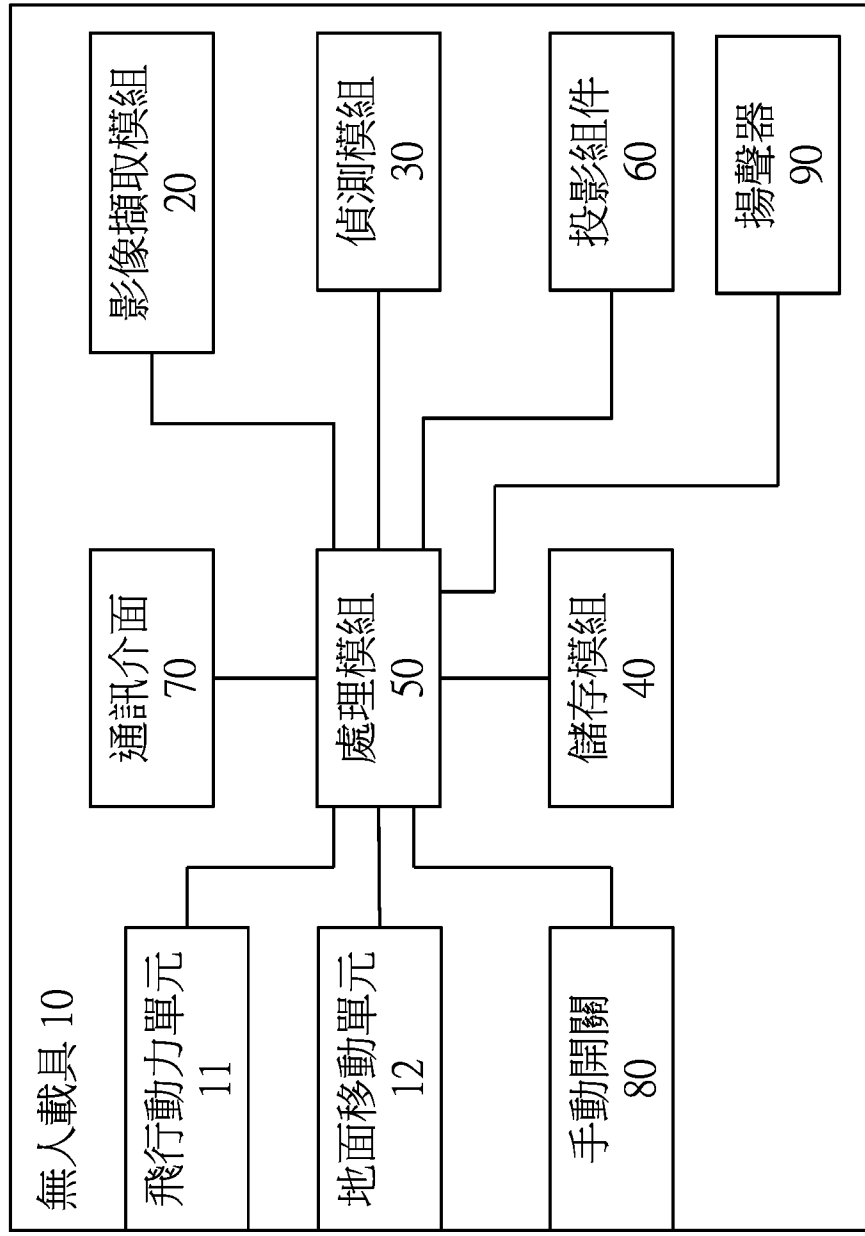 無人載具 10
飛行動力單元
11
地面移動單元
12
手動開關
80
通訊介面
70
處理模組
50
儲存模組
40
影像擷取模組
20
偵測模組
30
投影組件
60
揚聲器
90